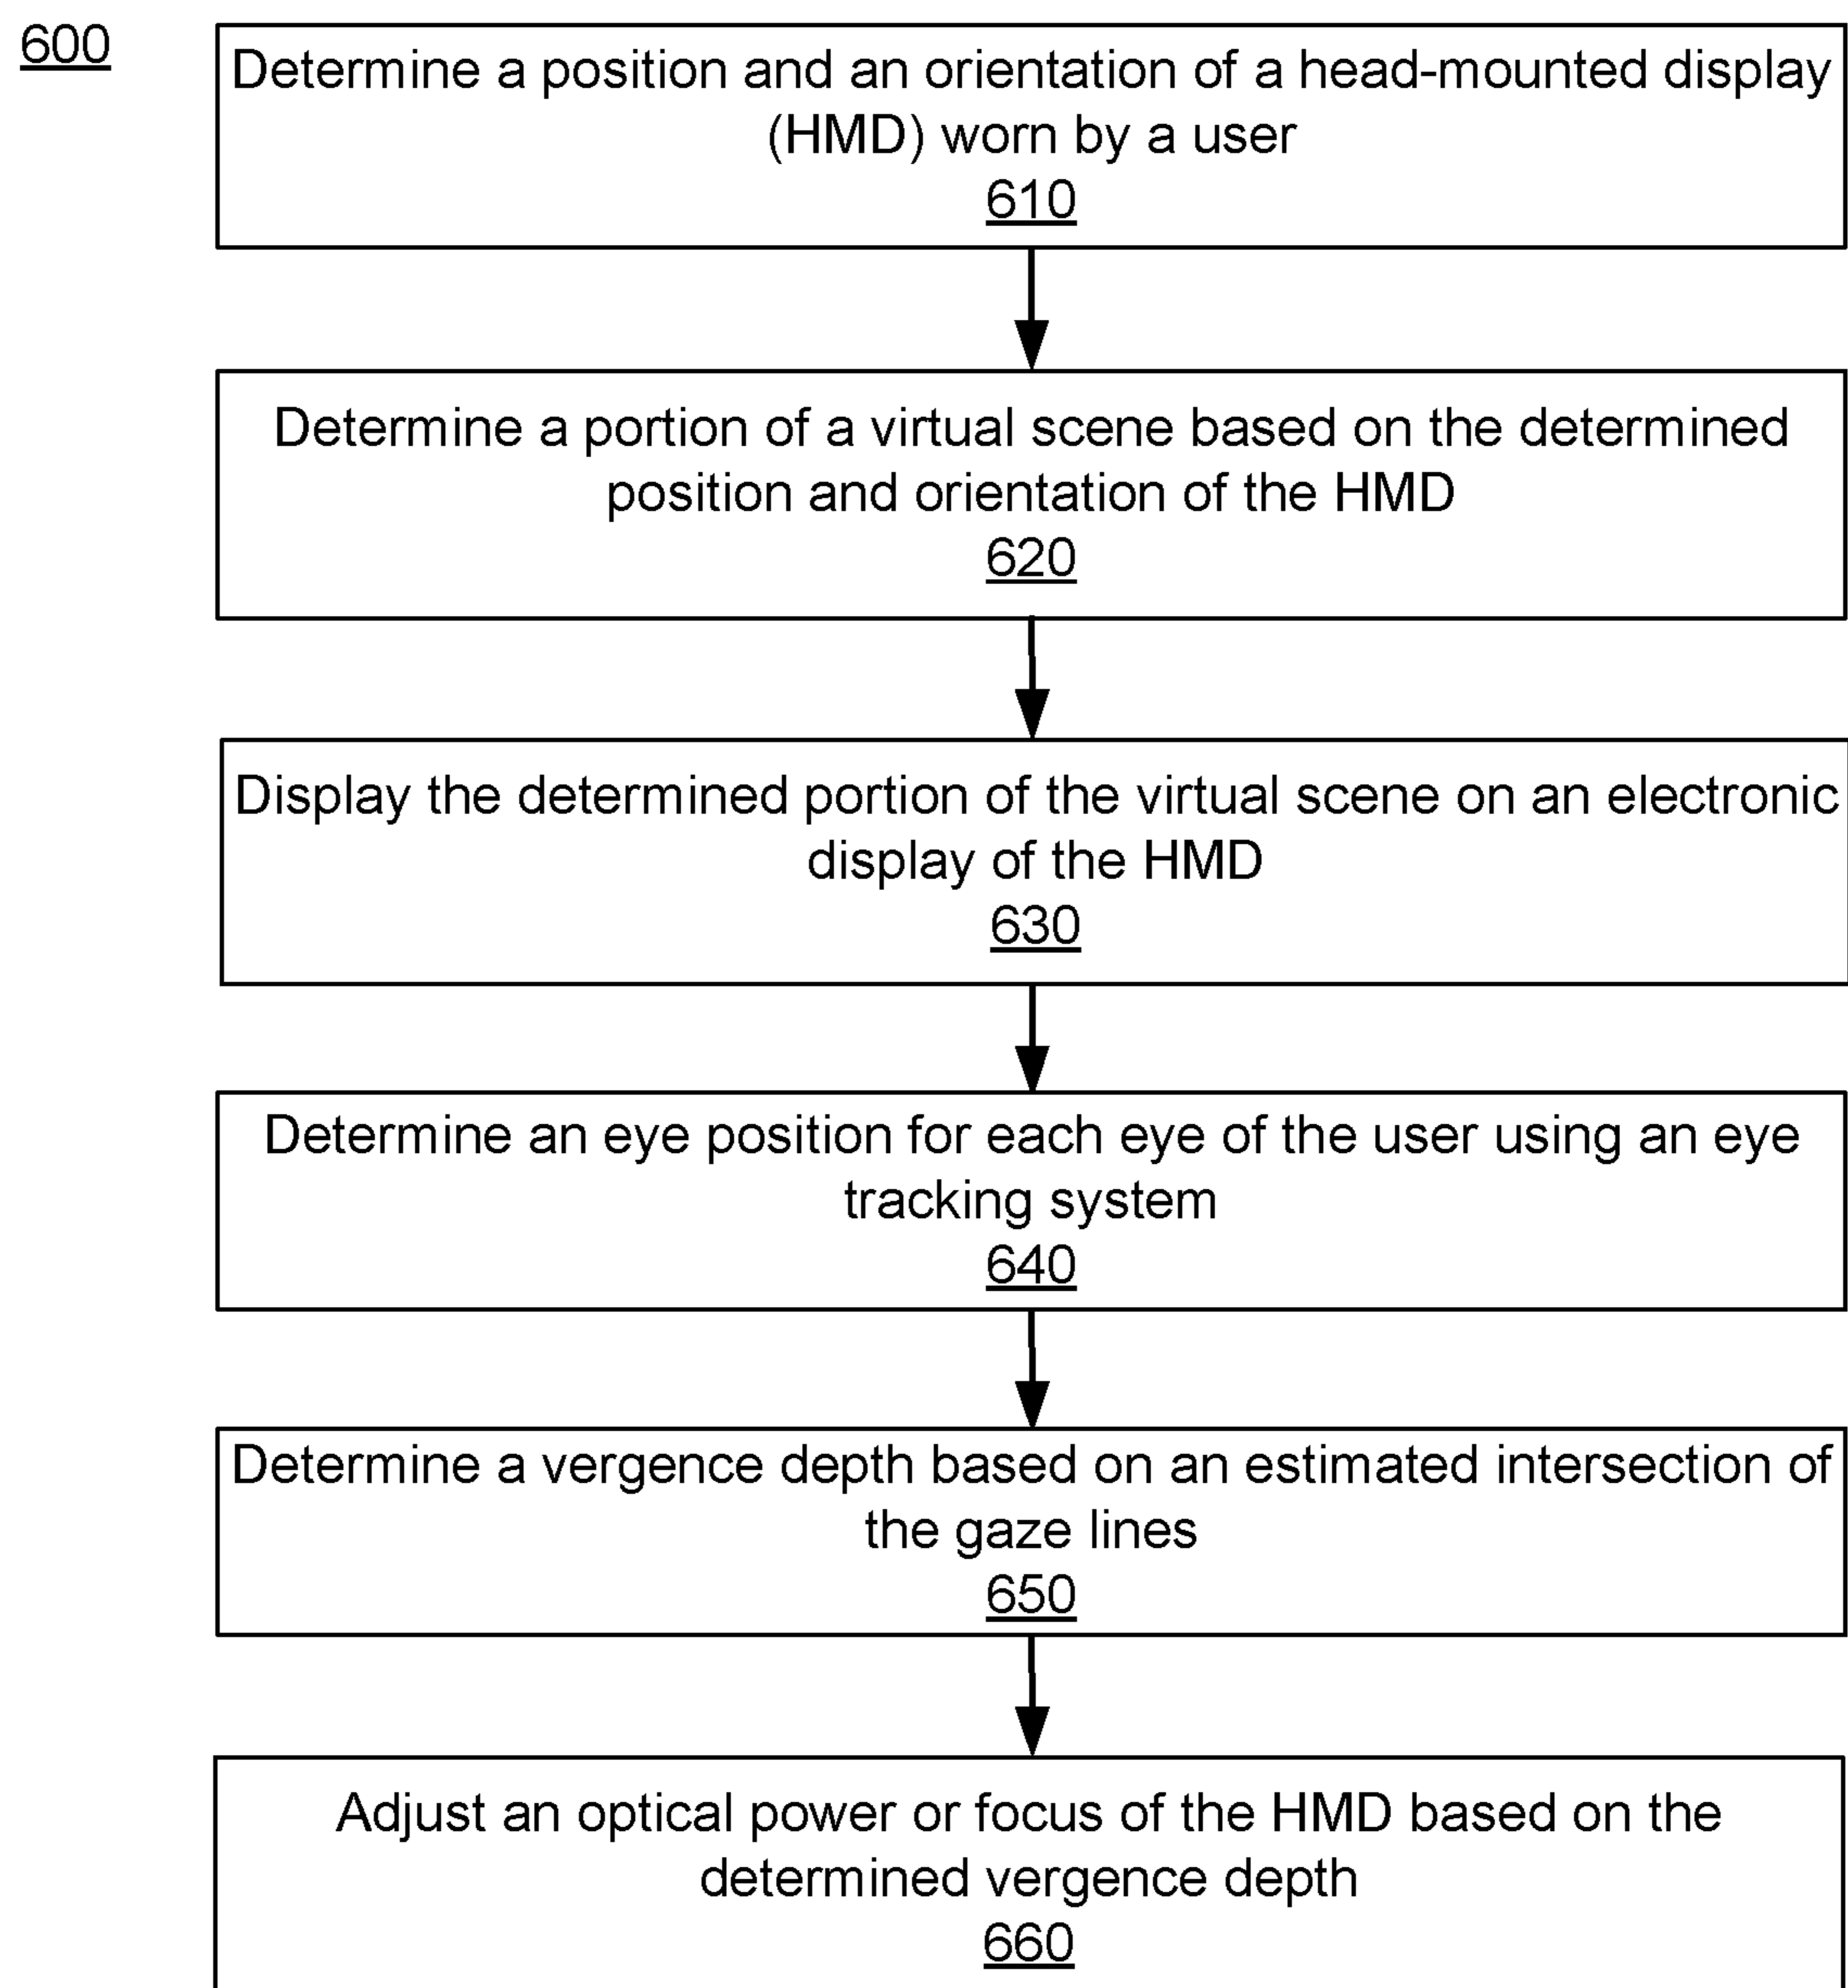 600
Determine a position and an orientation of a head-mounted display
(HMD) worn by a user
610
Determine a portion of a virtual scene based on the determined
position and orientation of the HMD
620
Display the determined portion of the virtual scene on an electronic
display of the HMD
630
Determine an eye position for each eye of the user using an eye
tracking system
640
Determine a vergence depth based on an estimated intersection of
the gaze lines
650
Adjust an optical power or focus of the HMD based on the
determined vergence depth
660